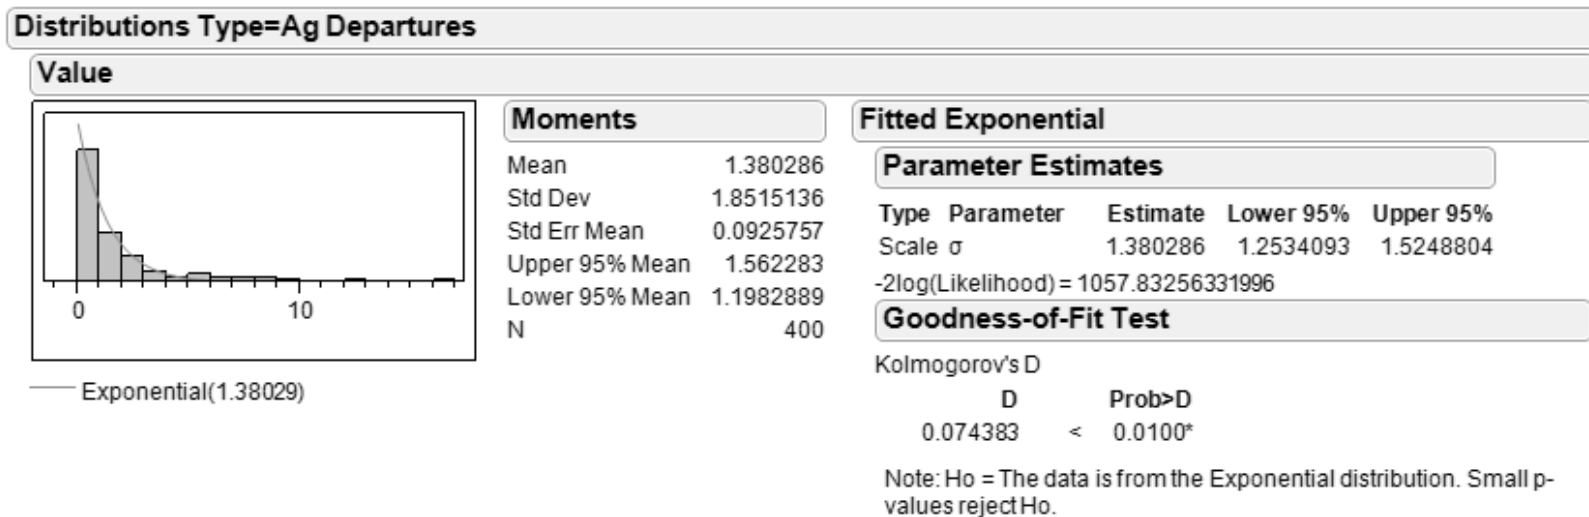 Distributions Type=Ag Departures
Value
0 10
Exponential(1.38029)
Moments
Mean 1.380286
Std Dev 1.8515136
Std Err Mean 0.0925757
Upper 95% Mean 1.562283
Lower 95% Mean 1.1982889
N 400
Fitted Exponential
Parameter Estimates
Type Parameter Estimate Lower 95% Upper 95%
Scale σ 1.380286 1.2534093 1.5248804
-2log(Likelihood) = 1057.83256331996
Goodness-of-Fit Test
Kolmogorov's D
D Prob>D
0.074383 < 0.0100*
Note: Ho = The data is from the Exponential distribution. Small p-
values reject Ho.